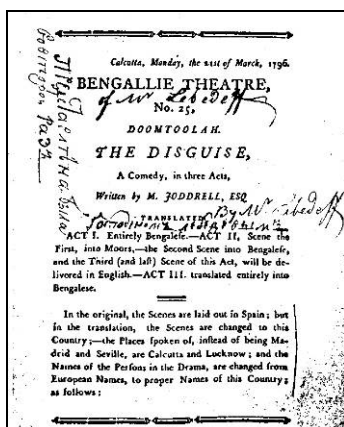 Calcutta, Monday, the 21st of March, 1796.
BENGALLIE THEATRE,
of Mr Lebedeff
No. 25,
DOOMTOOLAH.
THE DISGUISE,
A Comedy, in three Acts,
Written by M. JODDRELL, ESQ
TRANSLATED
By Mr Lebedeff
ACT I. Entirely Bengalese.—ACT II, Scene the
First, into Moors,—the Second Scene into Bengalese,
and the Third (and last) Scene of this Act, will be de-
livored in English.—ACT III. translated entirely into
Bengalese.
In the original, the Scenes are laid out in Spain; but
in the translation, the Scenes are changed to this
Country;—the Places spoken of, instead of being Ma-
drid and Seville, are Calcutta and Lucknow; and the
Names of the Persons in the Drama, are changed from
European Names, to proper Names of this Country;
as follows: